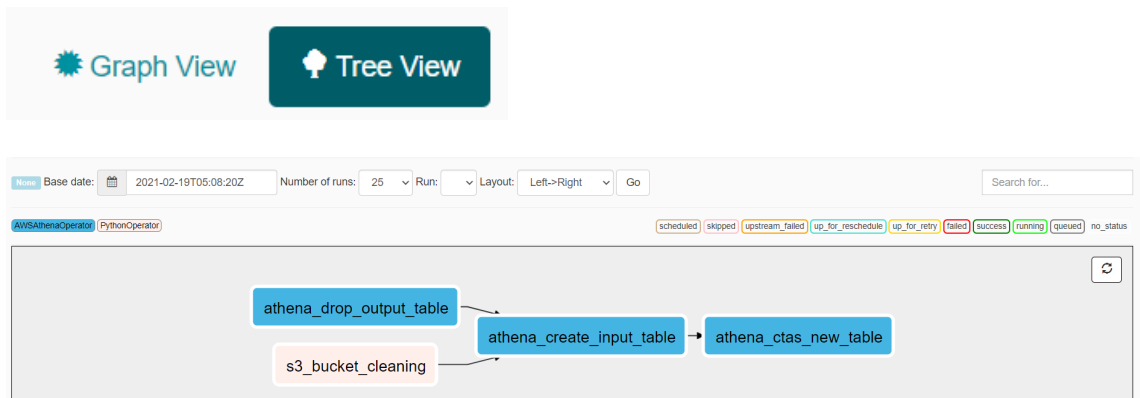 Graph View Tree View
None Base date: 2021-02-19T05:08:20Z Number of runs: 25 Run: Layout: Left->Right Go Search for...
AWSAthenaOperator PythonOperator scheduled skipped upstream_failed up_for_reschedule up_for_retry failed success running queued no_status
athena_drop_output_table
athena_create_input_table athena_ctas_new_table
s3_bucket_cleaning